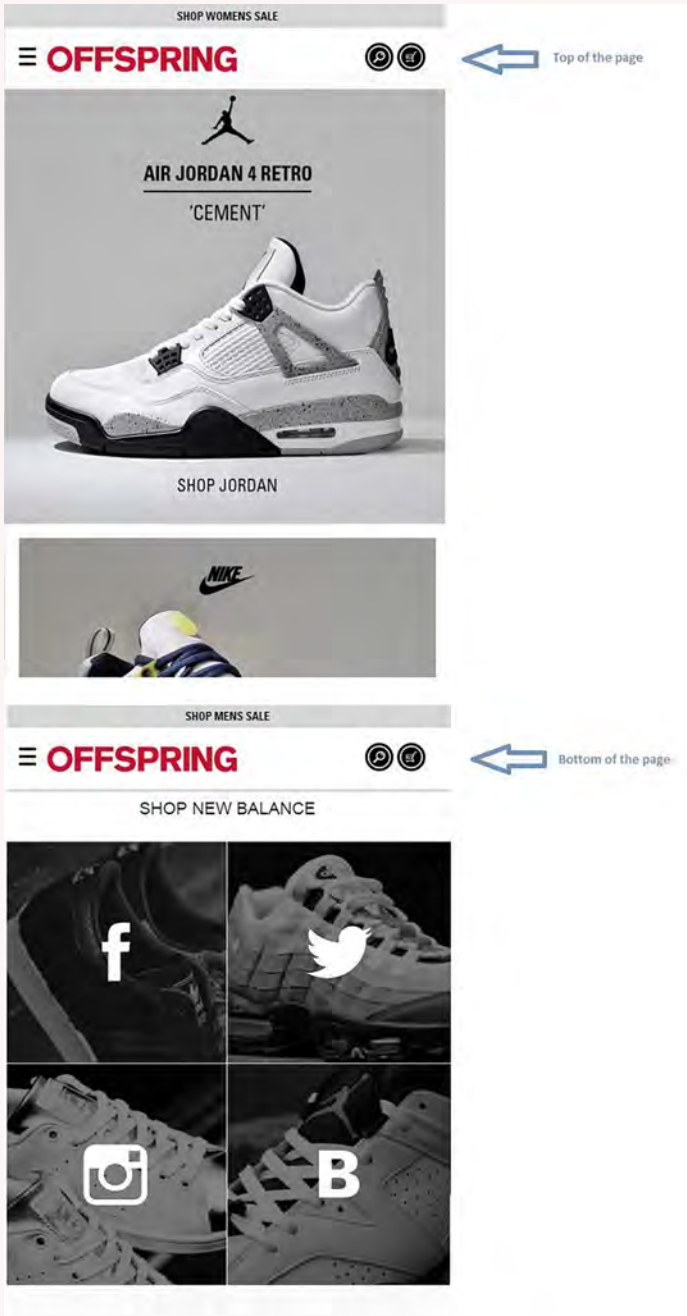 SHOP WOMENS SALE
OFFSPRING
Top of the page
AIR JORDAN 4 RETRO
'CEMENT'
SHOP JORDAN
NIKE
SHOP MENS SALE
OFFSPRING
Bottom of the page
SHOP NEW BALANCE
f
B